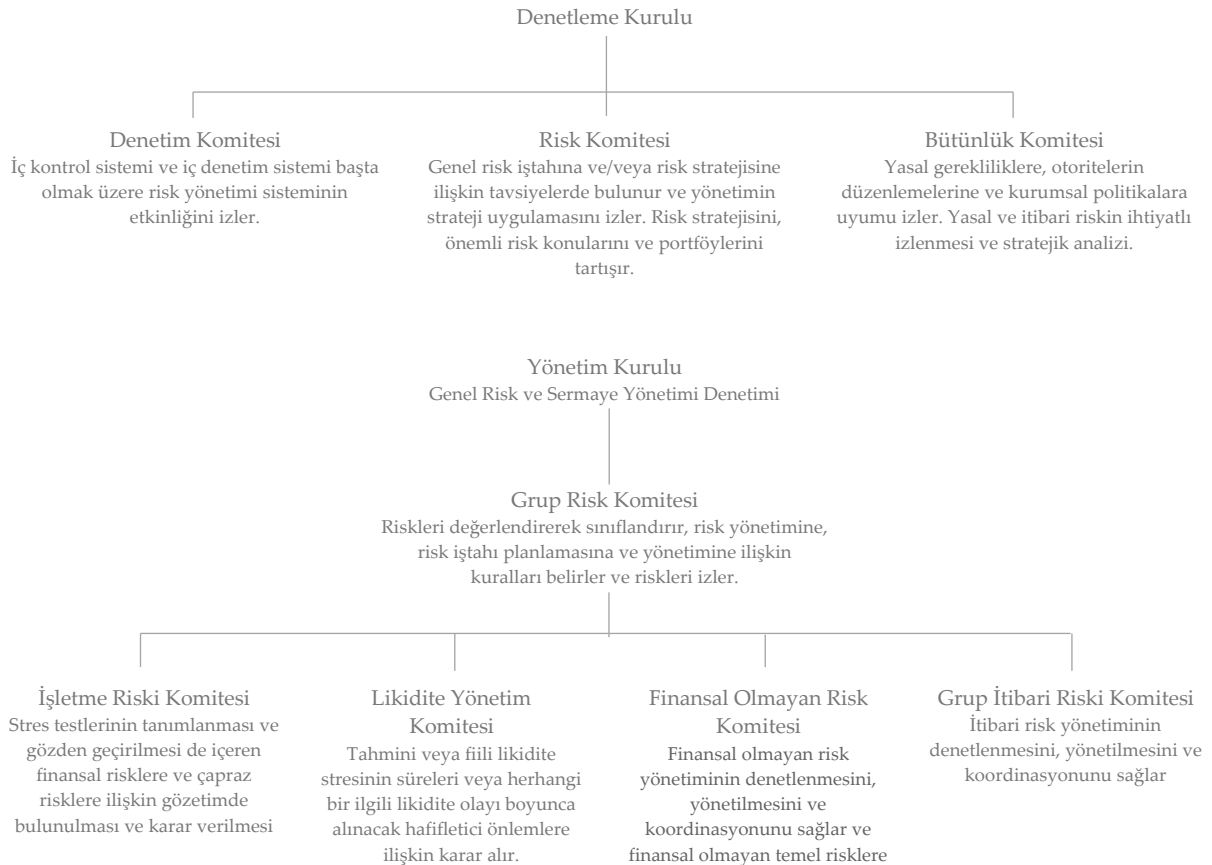 Denetleme Kurulu
Denetim Komitesi
İç kontrol sistemi ve iç denetim sistemi başta
olmak üzere risk yönetimi sisteminin
etkinliğini izler.
Risk Komitesi
Genel risk iştahına ve/veya risk stratejisine
ilişkin tavsiyelerde bulunur ve yönetimin
strateji uygulamasını izler. Risk stratejisini,
önemli risk konularını ve portföylerini
tartışır.
Bütünlük Komitesi
Yasal gerekliliklere, otoritelerin
düzenlemelerine ve kurumsal politikalara
uyumu izler. Yasal ve itibari riskin ihtiyatlı
izlenmesi ve stratejik analizi.
Yönetim Kurulu
Genel Risk ve Sermaye Yönetimi Denetimi
Grup Risk Komitesi
Riskleri değerlendirerek sınıflandırır, risk yönetimine,
risk iştahı planlamasına ve yönetimine ilişkin
kuralları belirler ve riskleri izler.
İşletme Riski Komitesi
Stres testlerinin tanımlanması ve
gözden geçirilmesi de içeren
finansal risklere ve çapraz
risklere ilişkin gözetimde
bulunulması ve karar verilmesi
Likidite Yönetim
Komitesi
Tahmini veya fiili likidite
stresinin süreleri veya herhangi
bir ilgili likidite olayı boyunca
alınacak hafifletici önlemlere
ilişkin karar alır.
Finansal Olmayan Risk
Komitesi
Finansal olmayan risk
yönetiminin denetlenmesini,
yönetilmesini ve
koordinasyonunu sağlar ve
finansal olmayan temel risklere
Grup İtibari Riski Komitesi
İtibari risk yönetiminin
denetlenmesini, yönetilmesini ve
koordinasyonunu sağlar